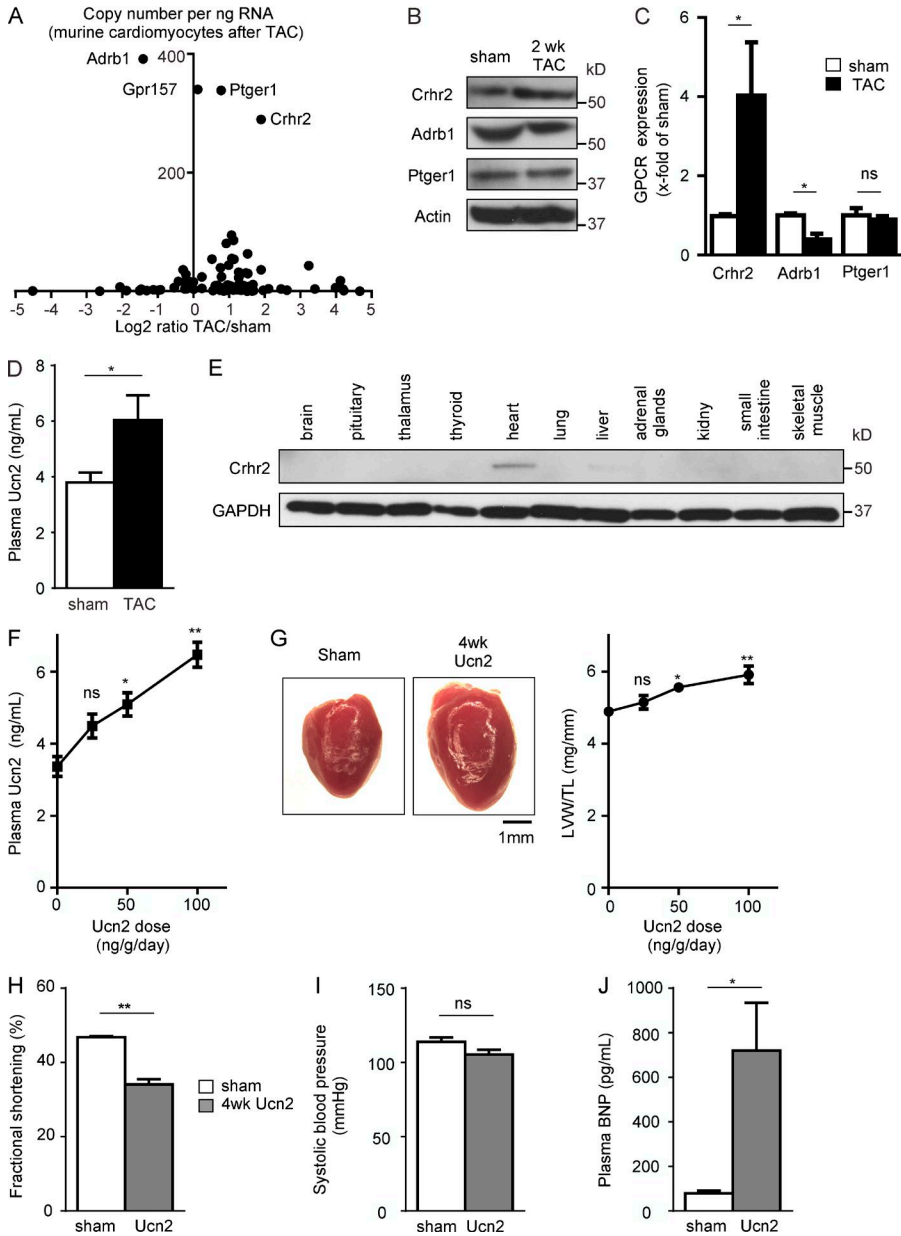 A
Copy number per ng RNA
(murine cardiomyocytes after TAC)
400
Adrb1
Gpr157
Ptger1
Crhr2
200
-5 -4 -3 -2 -1 0 1 2 3 4 5
Log2 ratio TAC/sham
B
sham 2 wk TAC kD
Crhr2 50
Adrb1 50
Ptger1 37
Actin 37
C
GPCR expression
(x-fold of sham)
8
6
4
2
0
* * ns
sham
TAC
Crhr2 Adrb1 Ptger1
D
Plasma Ucn2 (ng/mL)
8
6
4
2
0
*
sham TAC
E
brain
pituitary
thalamus
thyroid
heart
lung
liver
adrenal glands
kidny
small intestine
skeletal muscle
kD
Crhr2 50
GAPDH 37
F
Plasma Ucn2 (ng/mL)
6
4
2
0
ns * **
0 50 100
Ucn2 dose
(ng/g/day)
G
Sham
4wk
Ucn2
1mm
LVW/TL (mg/mm)
6
4
2
0
ns * **
0 50 100
Ucn2 dose
(ng/g/day)
H
Fractional shortening (%)
60
40
20
0
**
sham
4wk Ucn2
sham Ucn2
I
Systolic blood pressure
(mmHg)
150
100
50
0
ns
sham Ucn2
J
Plasma BNP (pg/mL)
1000
800
600
400
200
0
*
sham Ucn2